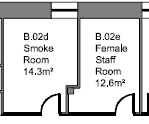 B.02d
Smoke
Room
14.3m²
B.02e
Female
Staff
Room
12.6m²